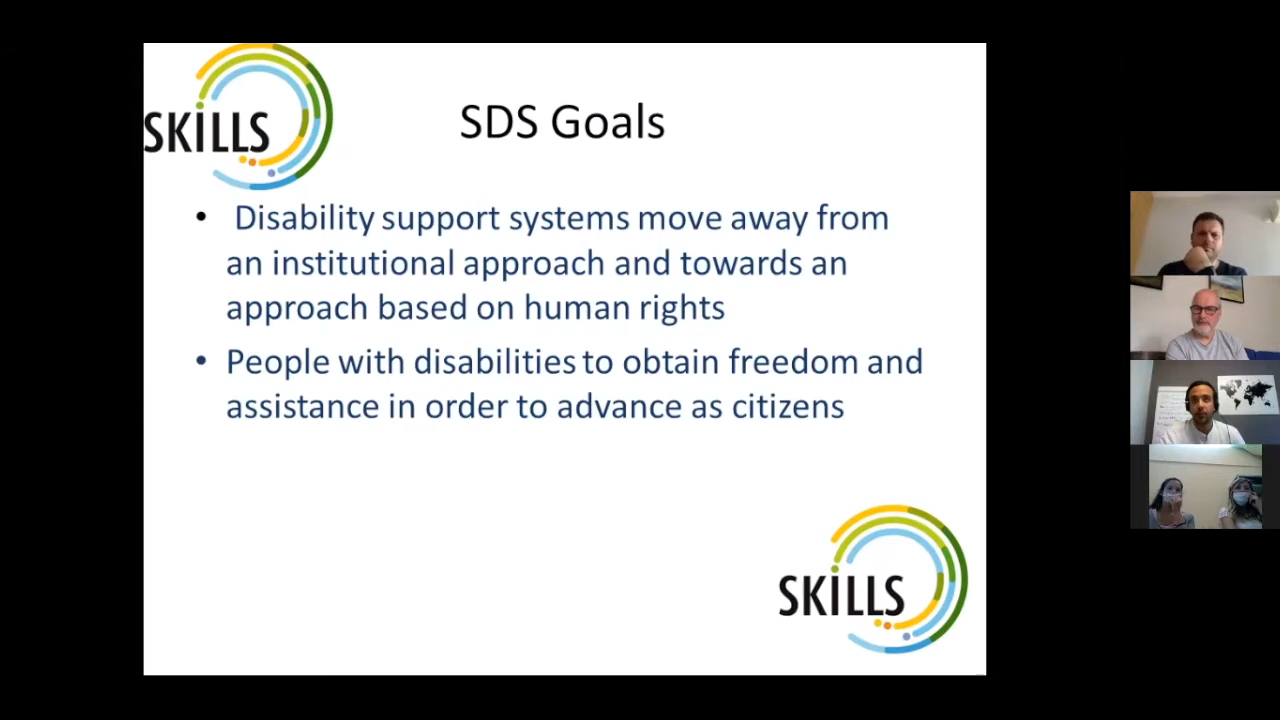 SKILLS
SDS Goals
• Disability support systems move away from
an institutional approach and towards an
approach based on human rights
• People with disabilities to obtain freedom and
assistance in order to advance as citizens
SKILLS